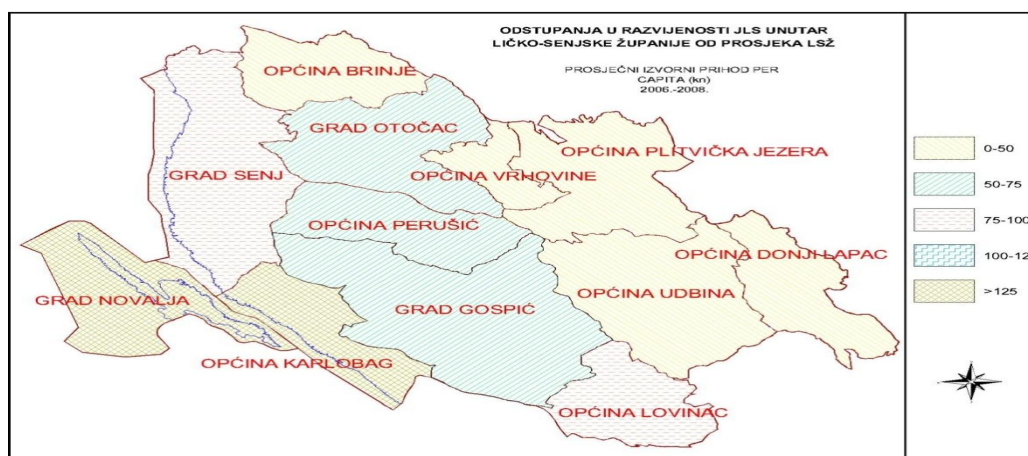 ODSTUPANJA U RAZVIJENOSTI JLS UNUTAR
LIČKO-SENJSKE ŽUPANIJE OD PROSJEKA LSŽ
PROSJEČNI IZVORNI PRIHOD PER
CAPITA (kn)
2006.-2008.
OPĆINA BRINJE
GRAD OTOČAC
OPĆINA PLITVIČKA JEZERA
GRAD SENJ
OPĆINA VRHOVINE
OPĆINA PERUŠIĆ
OPĆINA DONJI LAPAC
GRAD NOVALJA
OPĆINA UDBINA
GRAD GOSPIĆ
OPĆINA KARLOBAG
OPĆINA LOVINAC
0-50
50-75
75-100
100-12
>125